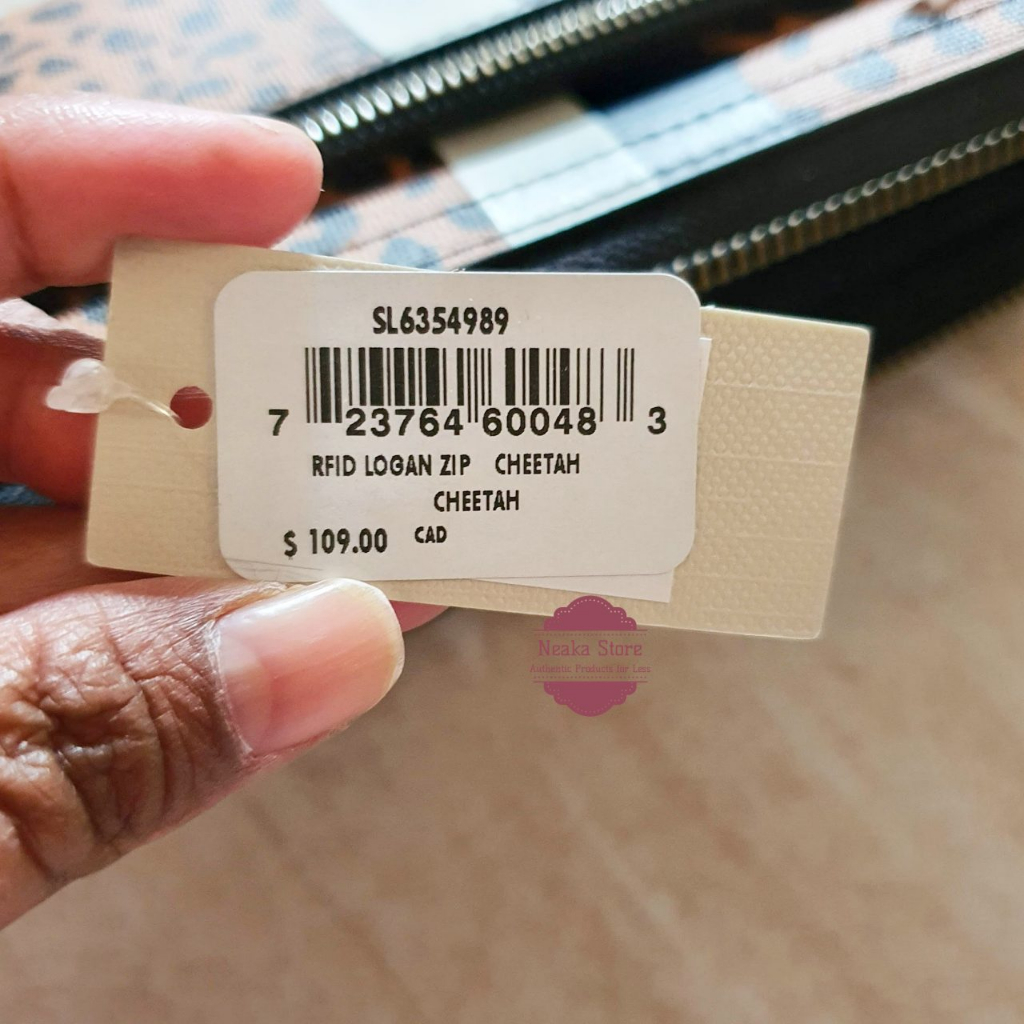 SL6354989
7 23764 60048 3
RFID LOGAN ZIP CHEETAH
CHEETAH
$ 109.00 CAD
Neaka Store
Authentic Products for Less